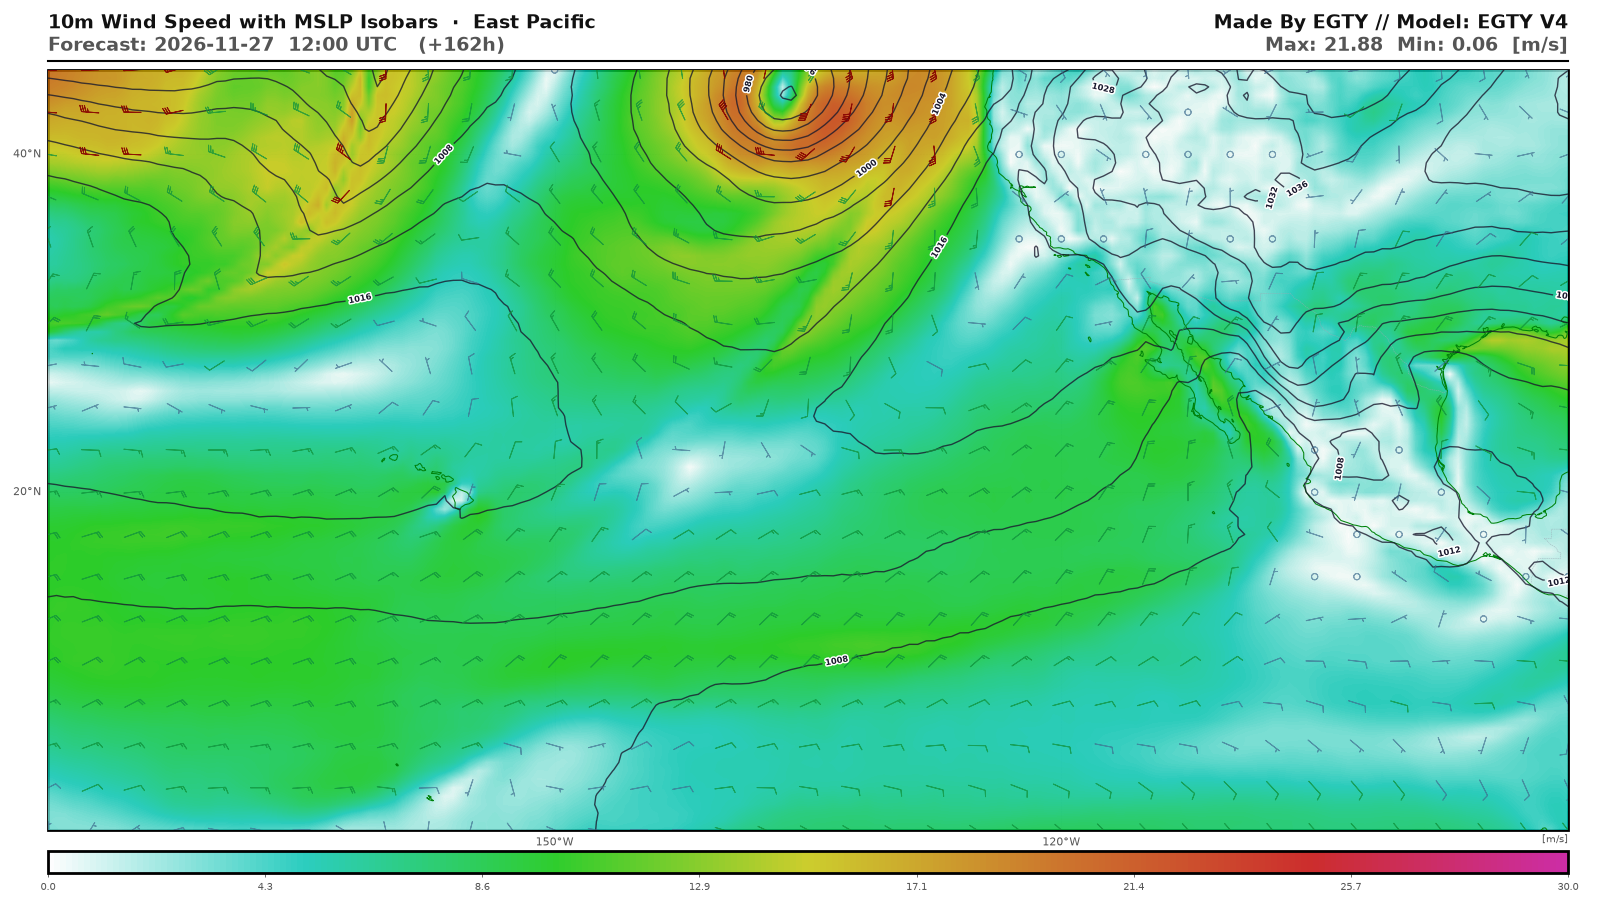 10m Wind Speed with MSLP Isobars · East Pacific
Made By EGTY // Model: EGTY V4
Forecast: 2026-11-27 12:00 UTC (+162h)
Max: 21.88 Min: 0.06 [m/s]
980
1028
1004
40°N
1008
1000
1032
1036
1016
1016
10
1008
20°N
1012
1012
1008
150°W
120°W
[m/s]
0.0 4.3 8.6 12.9 17.1 21.4 25.7 30.0